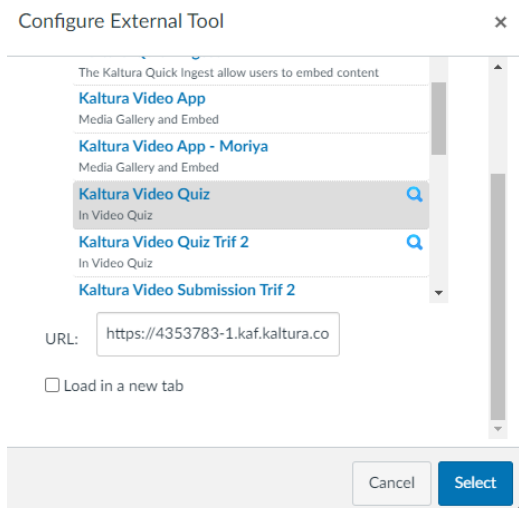 Configure External Tool
The Kaltura Quick Ingest allow users to embed content
Kaltura Video App
Media Gallery and Embed
Kaltura Video App - Moriya
Media Gallery and Embed
Kaltura Video Quiz
In Video Quiz
Kaltura Video Quiz Trif 2
In Video Quiz
Kaltura Video Submission Trif 2
URL: https://4353783-1.kaf.kaltura.co
Load in a new tab
Cancel Select